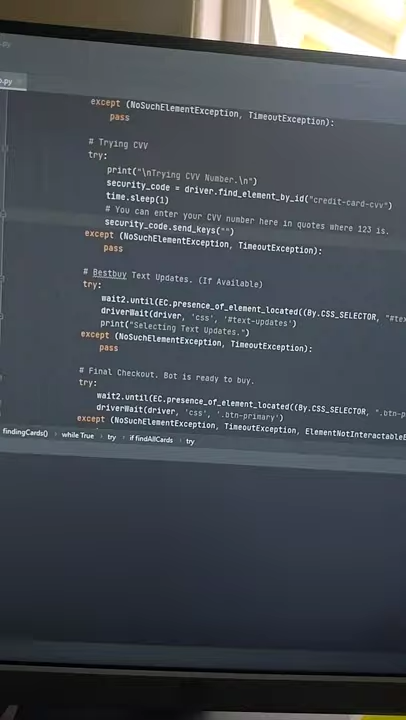 .py
except (NoSuchElementException, TimeoutException):
pass
# Trying CVV
try:
print("\nTrying CVV Number.\n")
security_code = driver.find_element_by_id("credit-card-cvv")
time.sleep(1)
# You can enter your CVV number here in quotes where 123 is.
security_code.send_keys("")
except (NoSuchElementException, TimeoutException):
pass
# Bestbuy Text Updates. (If Available)
try:
wait2.until(EC.presence_of_element_located((By.CSS_SELECTOR, "#tex
driverWait(driver, 'css', '#text-updates')
print("Selecting Text Updates.")
except (NoSuchElementException, TimeoutException):
pass
# Final Checkout. Bot is ready to buy.
try:
wait2.until(EC.presence_of_element_located((By.CSS_SELECTOR, ".btn-p
driverWait(driver, 'css', '.btn-primary')
except (NoSuchElementException, TimeoutException, ElementNotInteractable
findingCards() › while True › try › if findAllCards › try